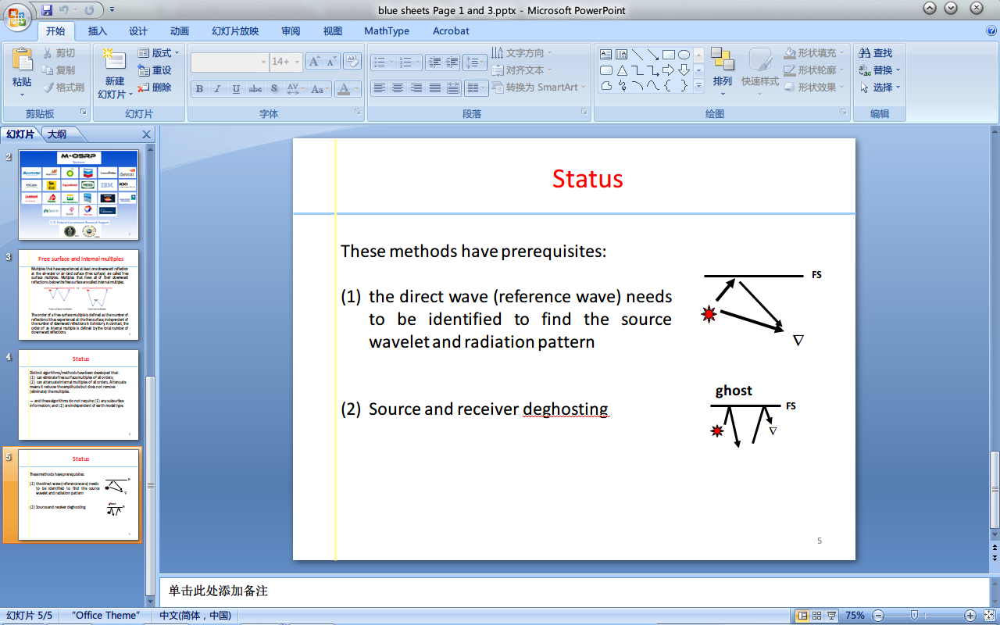 blue sheets Page 1 and 3.pptx - Microsoft PowerPoint
开始 插入 设计 动画 幻灯片放映 审阅 视图 MathType Acrobat
粘贴 剪切 复制 格式刷
新建 幻灯片 版式 重设 删除
14+
B I U abc S AV Aa A
文字方向
对齐文本
转换为 SmartArt
排列 快速样式 形状填充 形状轮廓 形状效果
查找 替换 选择
剪贴板 幻灯片 字体 段落 绘图 编辑
幻灯片 大纲
2
M-OSRP
3
Free surface and internal multiples
Multiples that have experienced at least one downward reflection
at the air-water or air-land surface (free surface) are called free
surface multiples. Multiples that have all of their downward
reflections below the free surface are called internal multiples.
The order of a free-surface multiple is defined as the number of
reflections it has experienced at the free surface, independent of
the number of downward reflections in its history. In contrast, the
order of an internal multiple is defined by the total number of
downward reflections
4
Status
Distinct algorithms/methods have been developed that:
(1) can eliminate free surface multiples of all orders;
(2) can attenuate internal multiples of all orders. Attenuate
means it reduces the amplitude but does not remove
(eliminate) the multiples.
— and these algorithms do not require (1) any subsurface
information; and (2) are independent of earth model type.
5
Status
These methods have prerequisites:
(1) the direct wave (reference wave) needs
to be identified to find the source
wavelet and radiation pattern
(2) Source and receiver deghosting
ghost
Status
These methods have prerequisites:
FS
(1) the direct wave (reference wave) needs
to be identified to find the source
wavelet and radiation pattern
ghost
FS
(2) Source and receiver deghosting
5
单击此处添加备注
幻灯片 5/5 “Office Theme” 中文(简体，中国) 75%